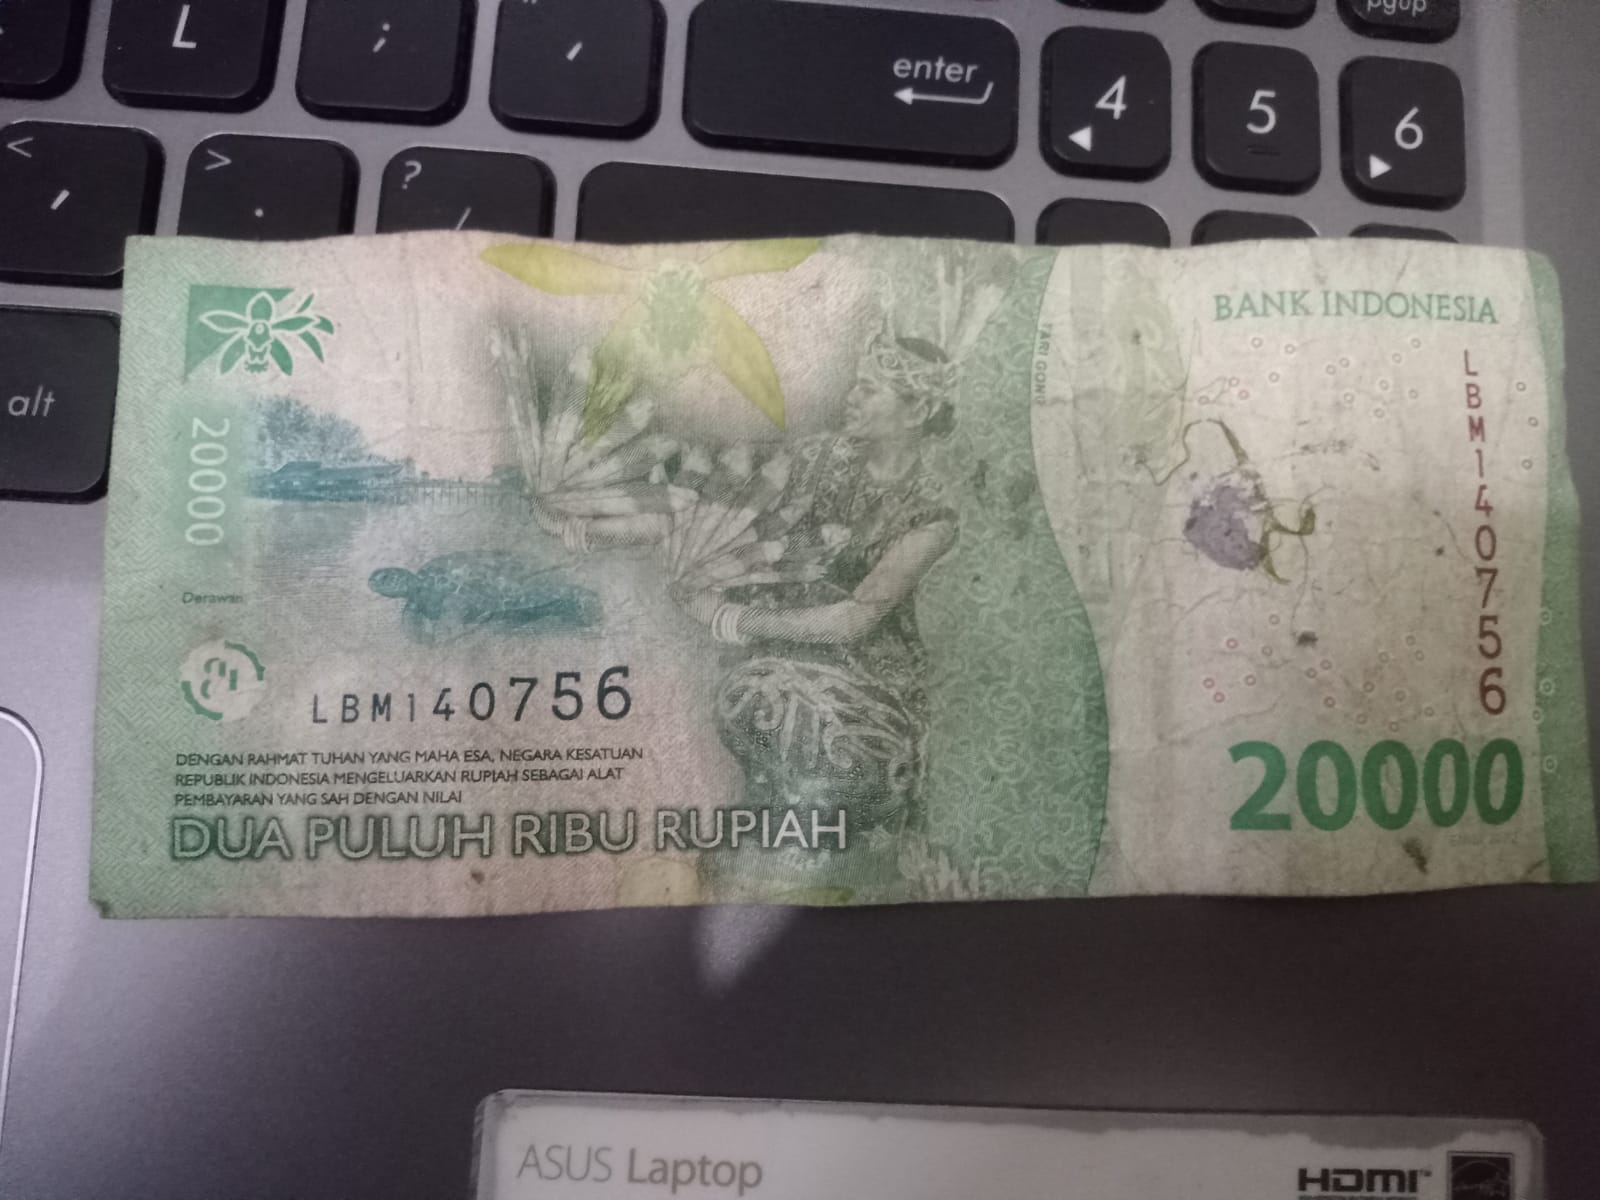 pgup
L
;
"
'
enter
4
5
6
<
,
>
.
?
/
alt
BANK INDONESIA
TARI GONG
LBM140756
20000
Derawan
LBM140756
DENGAN RAHMAT TUHAN YANG MAHA ESA, NEGARA KESATUAN
REPUBLIK INDONESIA MENGELUARKAN RUPIAH SEBAGAI ALAT
PEMBAYARAN YANG SAH DENGAN NILAI
DUA PULUH RIBU RUPIAH
20000
ASUS Laptop
HDMI™